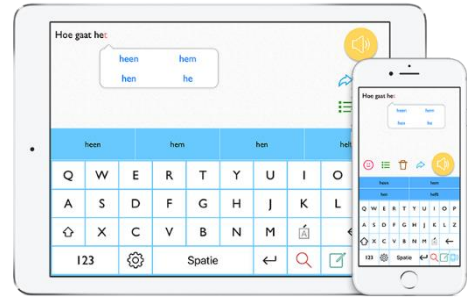 Hoe gaat het
heen hem
hen he
heen hem hen helt
Q W E R T Y U I O
A S D F G H J K L
X C V B N M
123 Spatie
Hoe gaat het
heen hem
hen he
heen hem
hen helft
Q W E R T Y U I O P
A S D F G H J K L
X C V B N M
123 Spatie